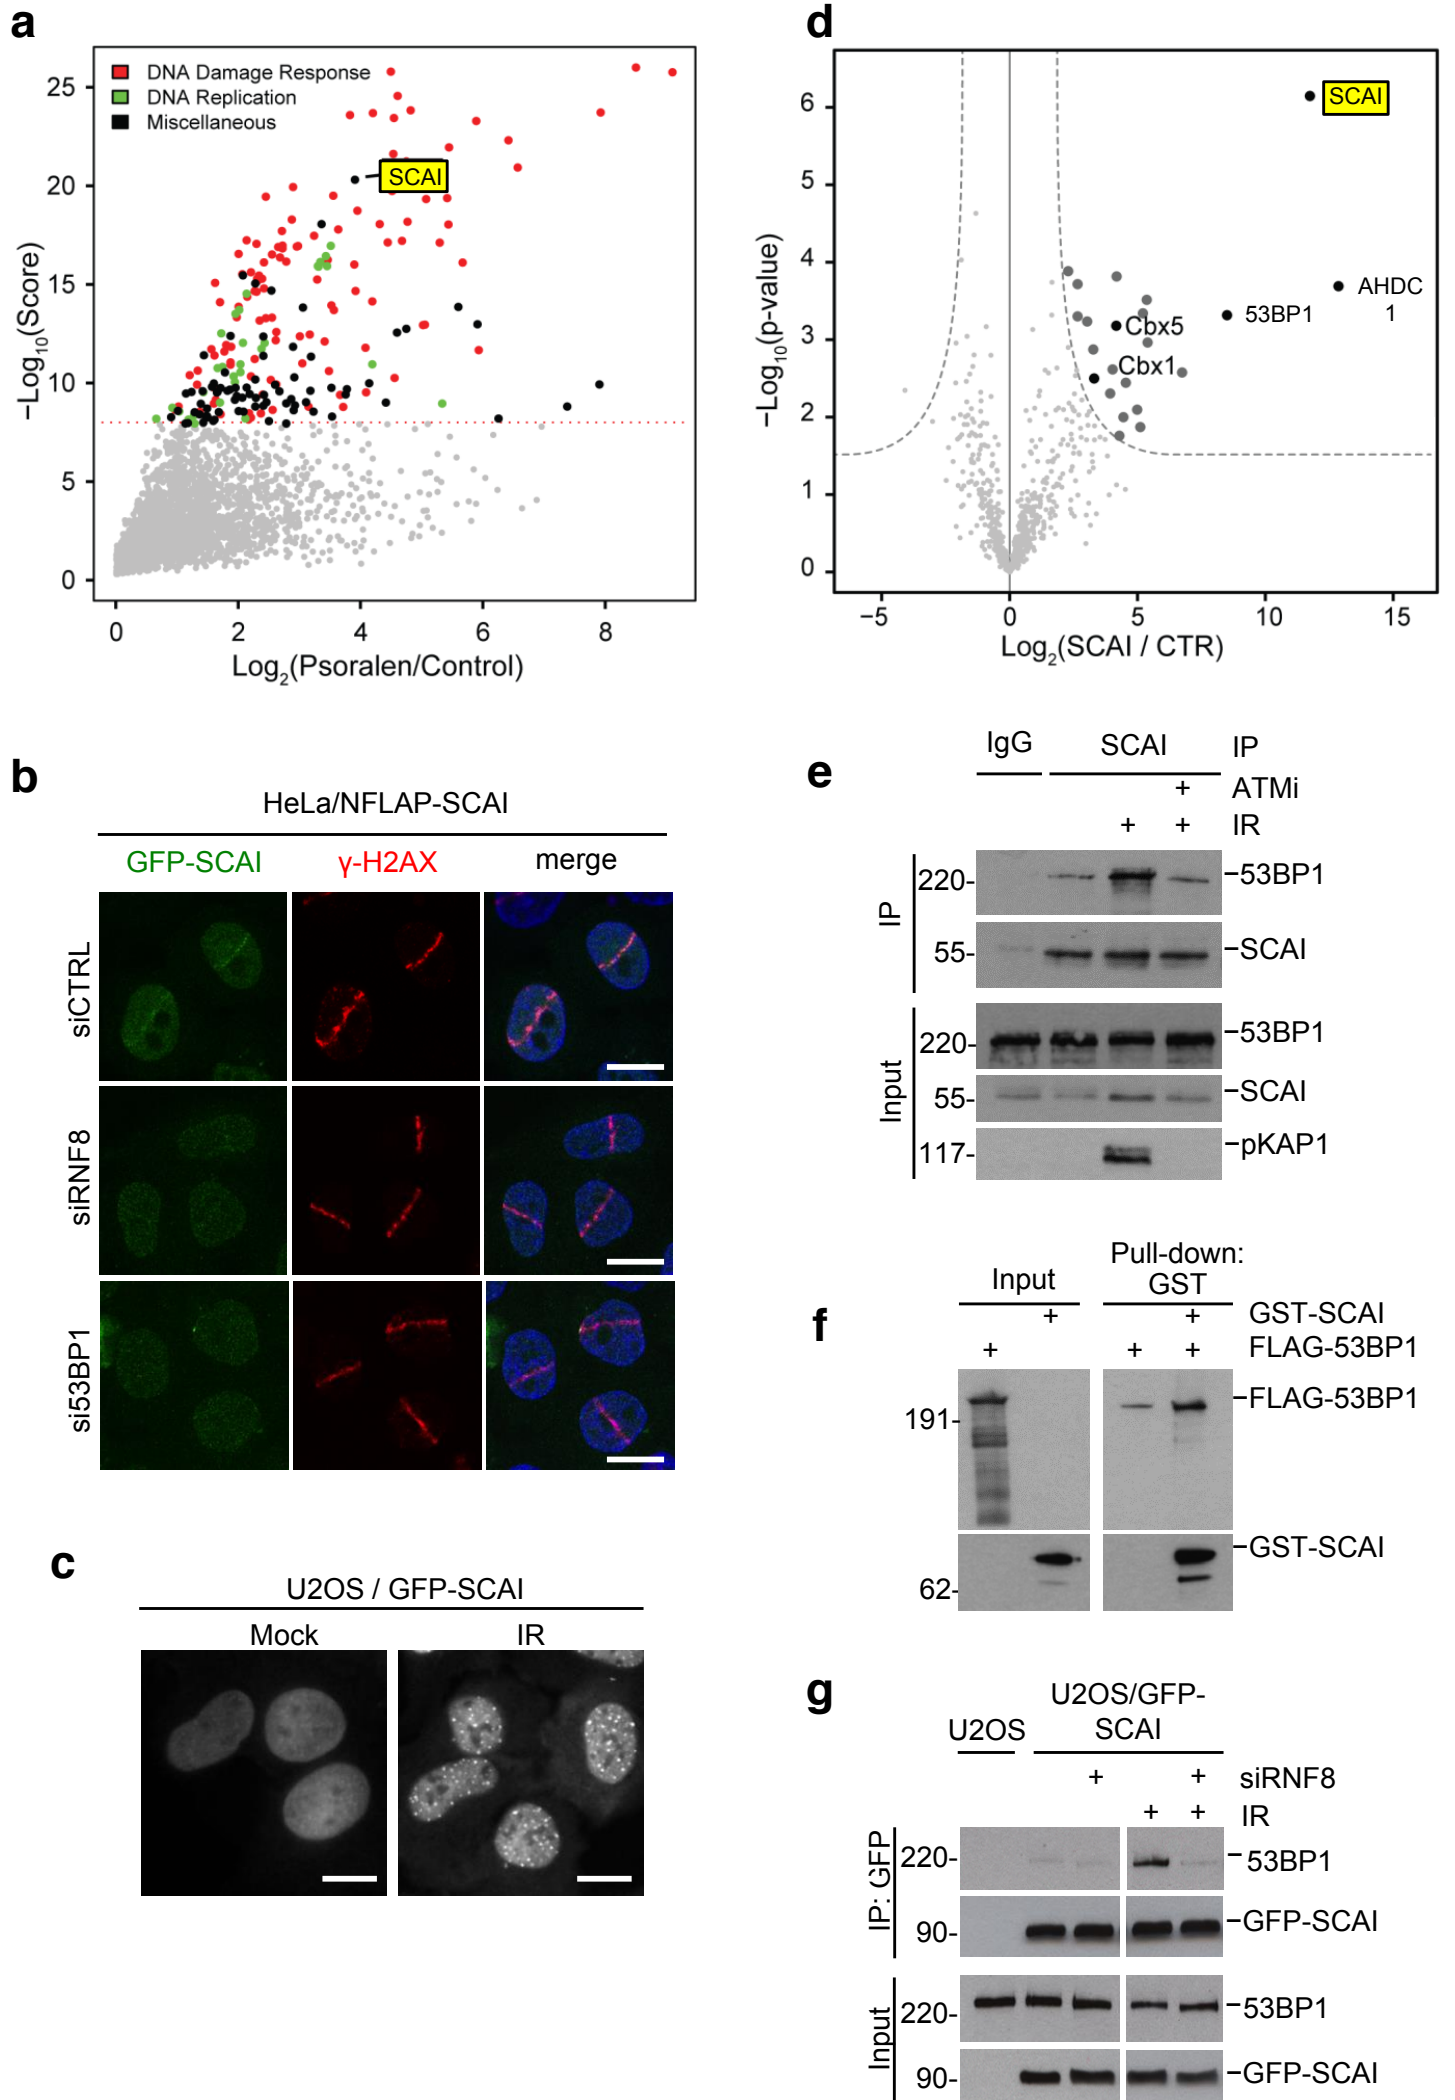 a
25
20
15
10
5
0
−Log10(Score)
DNA Damage Response
DNA Replication
Miscellaneous
SCAI
0 2 4 6 8
Log2(Psoralen/Control)
b
HeLa/NFLAP-SCAI
GFP-SCAI γ-H2AX merge
siCTRL
siRNF8
si53BP1
c
U2OS / GFP-SCAI
Mock IR
d
6
5
4
3
2
1
0
−Log10(p-value)
SCAI
AHDC
1
53BP1
Cbx5
Cbx1
−5 0 5 10 15
Log2(SCAI / CTR)
e
IgG SCAI IP
+ ATMi
+ + IR
IP
220- -53BP1
55- -SCAI
Input
220- -53BP1
55- -SCAI
117- -pKAP1
f
Pull-down:
Input GST
+ + GST-SCAI
+ + + FLAG-53BP1
191- -FLAG-53BP1
-GST-SCAI
62-
g
U2OS/GFP-
U2OS SCAI
+ + siRNF8
+ + IR
IP: GFP
220- -53BP1
90- -GFP-SCAI
Input
220- -53BP1
90- -GFP-SCAI